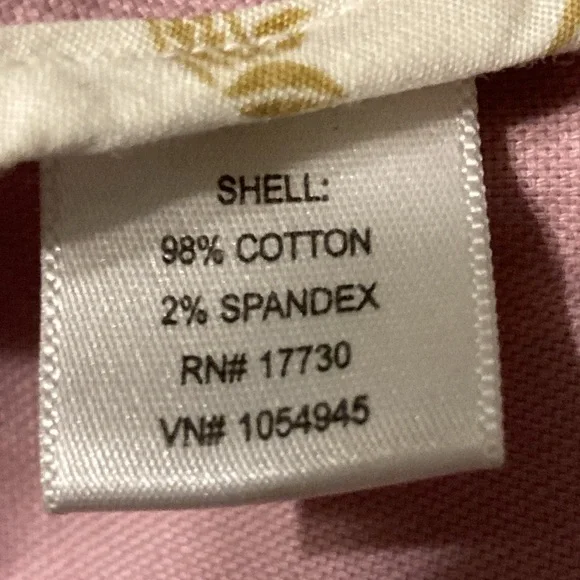 SHELL:
98% COTTON
2% SPANDEX
RN# 17730
VN# 1054945